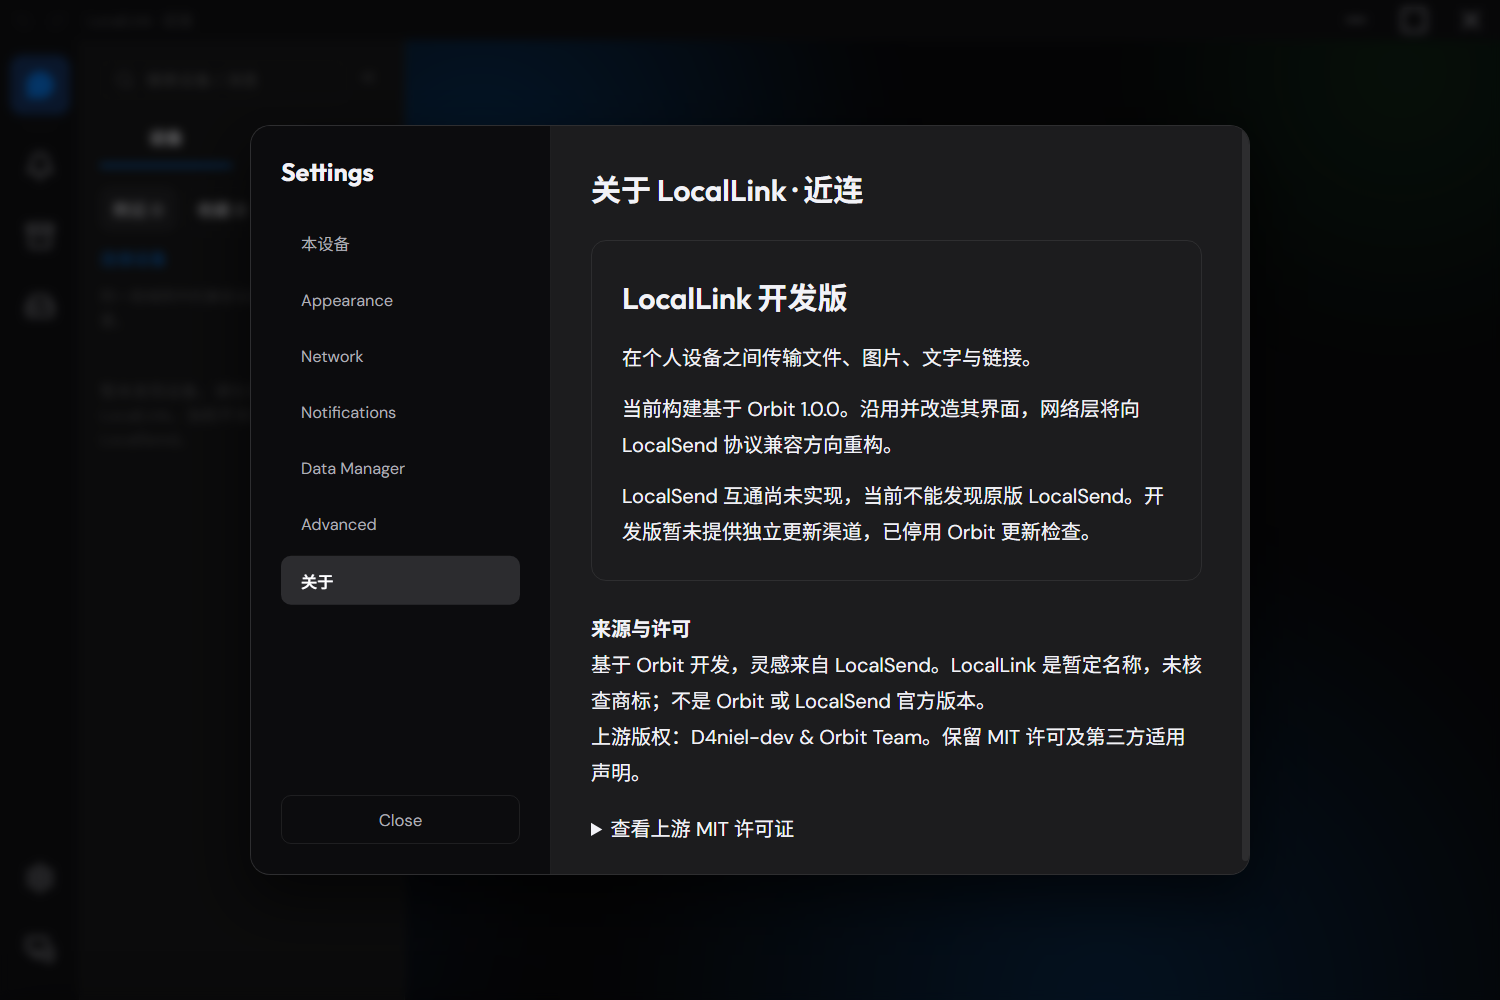 Settings
本设备
Appearance
Network
Notifications
Data Manager
Advanced
关于
Close
关于 LocalLink · 近连
LocalLink 开发版
在个人设备之间传输文件、图片、文字与链接。
当前构建基于 Orbit 1.0.0。沿用并改造其界面，网络层将向
LocalSend 协议兼容方向重构。
LocalSend 互通尚未实现，当前不能发现原版 LocalSend。开
发版暂未提供独立更新渠道，已停用 Orbit 更新检查。
来源与许可
基于 Orbit 开发，灵感来自 LocalSend。LocalLink 是暂定名称，未核
查商标；不是 Orbit 或 LocalSend 官方版本。
上游版权：D4niel-dev & Orbit Team。保留 MIT 许可及第三方适用
声明。
▶ 查看上游 MIT 许可证